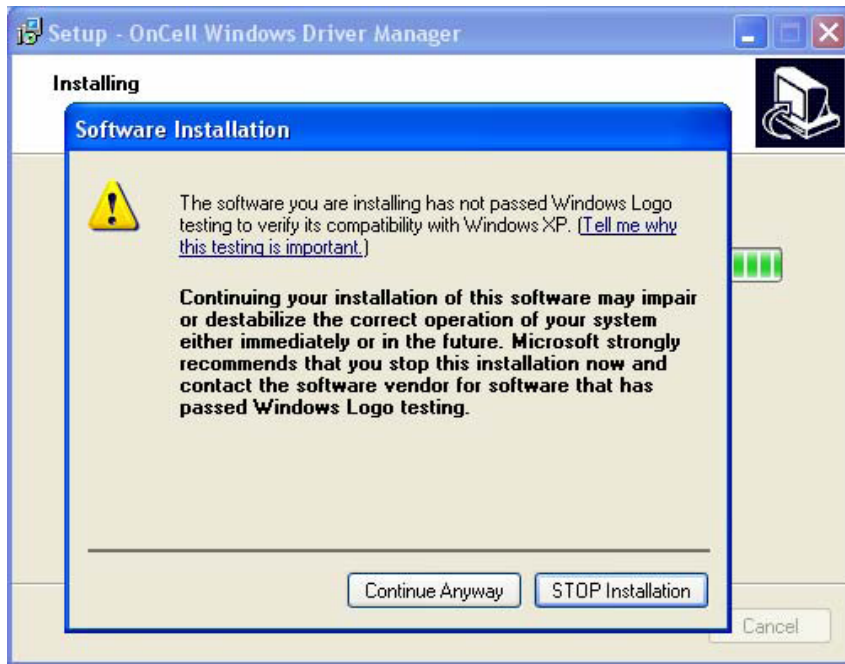 Setup - OnCell Windows Driver Manager
Installing
Software Installation
The software you are installing has not passed Windows Logo
testing to verify its compatibility with Windows XP. (Tell me why
this testing is important.)
Continuing your installation of this software may impair
or destabilize the correct operation of your system
either immediately or in the future. Microsoft strongly
recommends that you stop this installation now and
contact the software vendor for software that has
passed Windows Logo testing.
Continue Anyway
STOP Installation
Cancel